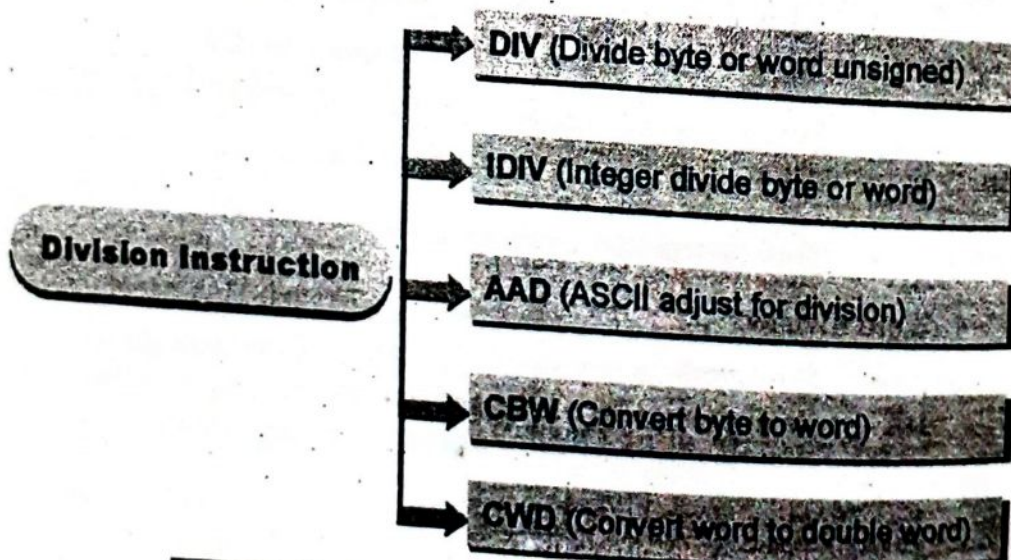 DIV (Divide byte or word unsigned)
IDIV (Integer divide byte or word)
Division Instruction
AAD (ASCII adjust for division)
CBW (Convert byte to word)
CWD (Convert word to double word)